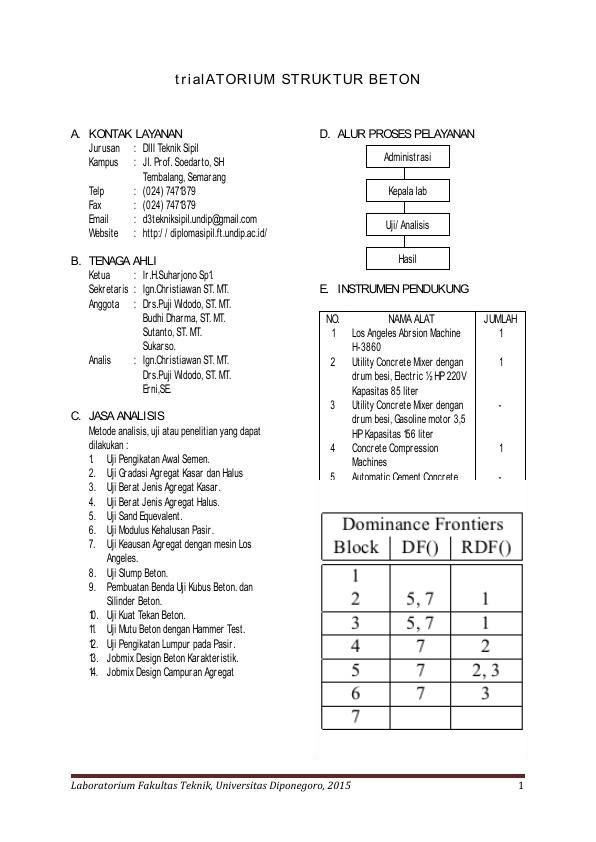 trialATORIUM STRUKTUR BETON
A. KONTAK LAYANAN
Jurusan : DIII Teknik Sipil
Kampus : Jl. Prof. Soedarto, SH
Tembalang, Semarang
Telp : (024) 7471379
Fax : (024) 7471379
Email : d3tekniksipil.undip@gmail.com
Website : http:/ / diplomasipil.ft.undip.ac.id/
B. TENAGA AHLI
Ketua : Ir.H.Suharjono Sp1.
Sekretaris : Ign.Christiawan ST. MT.
Anggota : Drs.Puji Widodo, ST. MT.
Budhi Dharma, ST. MT.
Sutanto, ST. MT.
Sukarso.
Analis : Ign.Christiawan ST. MT.
Drs.Puji Widodo, ST. MT.
Erni,SE.
C. JASA ANALISIS
Metode analisis, uji atau penelitian yang dapat
dilakukan :
1. Uji Pengikatan Awal Semen.
2. Uji Gradasi Agregat Kasar dan Halus
3. Uji Berat Jenis Agregat Kasar.
4. Uji Berat Jenis Agregat Halus.
5. Uji Sand Equevalent.
6. Uji Modulus Kehalusan Pasir.
7. Uji Keausan Agregat dengan mesin Los
Angeles.
8. Uji Slump Beton.
9. Pembuatan Benda Uji Kubus Beton. dan
Silinder Beton.
10. Uji Kuat Tekan Beton.
11. Uji Mutu Beton dengan Hammer Test.
12. Uji Pengikatan Lumpur pada Pasir.
13. Jobmix Design Beton Karakteristik.
14. Jobmix Design Campuran Agregat
D. ALUR PROSES PELAYANAN
Administrasi
Kepala lab
Uji/ Analisis
Hasil
E. INSTRUMEN PENDUKUNG
NO. NAMA ALAT JUMLAH
1 Los Angeles Abrsion Machine 1
H-3860
2 Utility Concrete Mixer dengan 1
drum besi, Electric ½ HP 220V
Kapasitas 85 liter
3 Utility Concrete Mixer dengan -
drum besi, Gasoline motor 3,5
HP Kapasitas 156 liter
4 Concrete Compression 1
Machines
5 Automatic Cement Concrete -
Dominance Frontiers
Block DF() RDF()
1
2 5, 7 1
3 5, 7 1
4 7 2
5 7 2, 3
6 7 3
7
Laboratorium Fakultas Teknik, Universitas Diponegoro, 2015 1